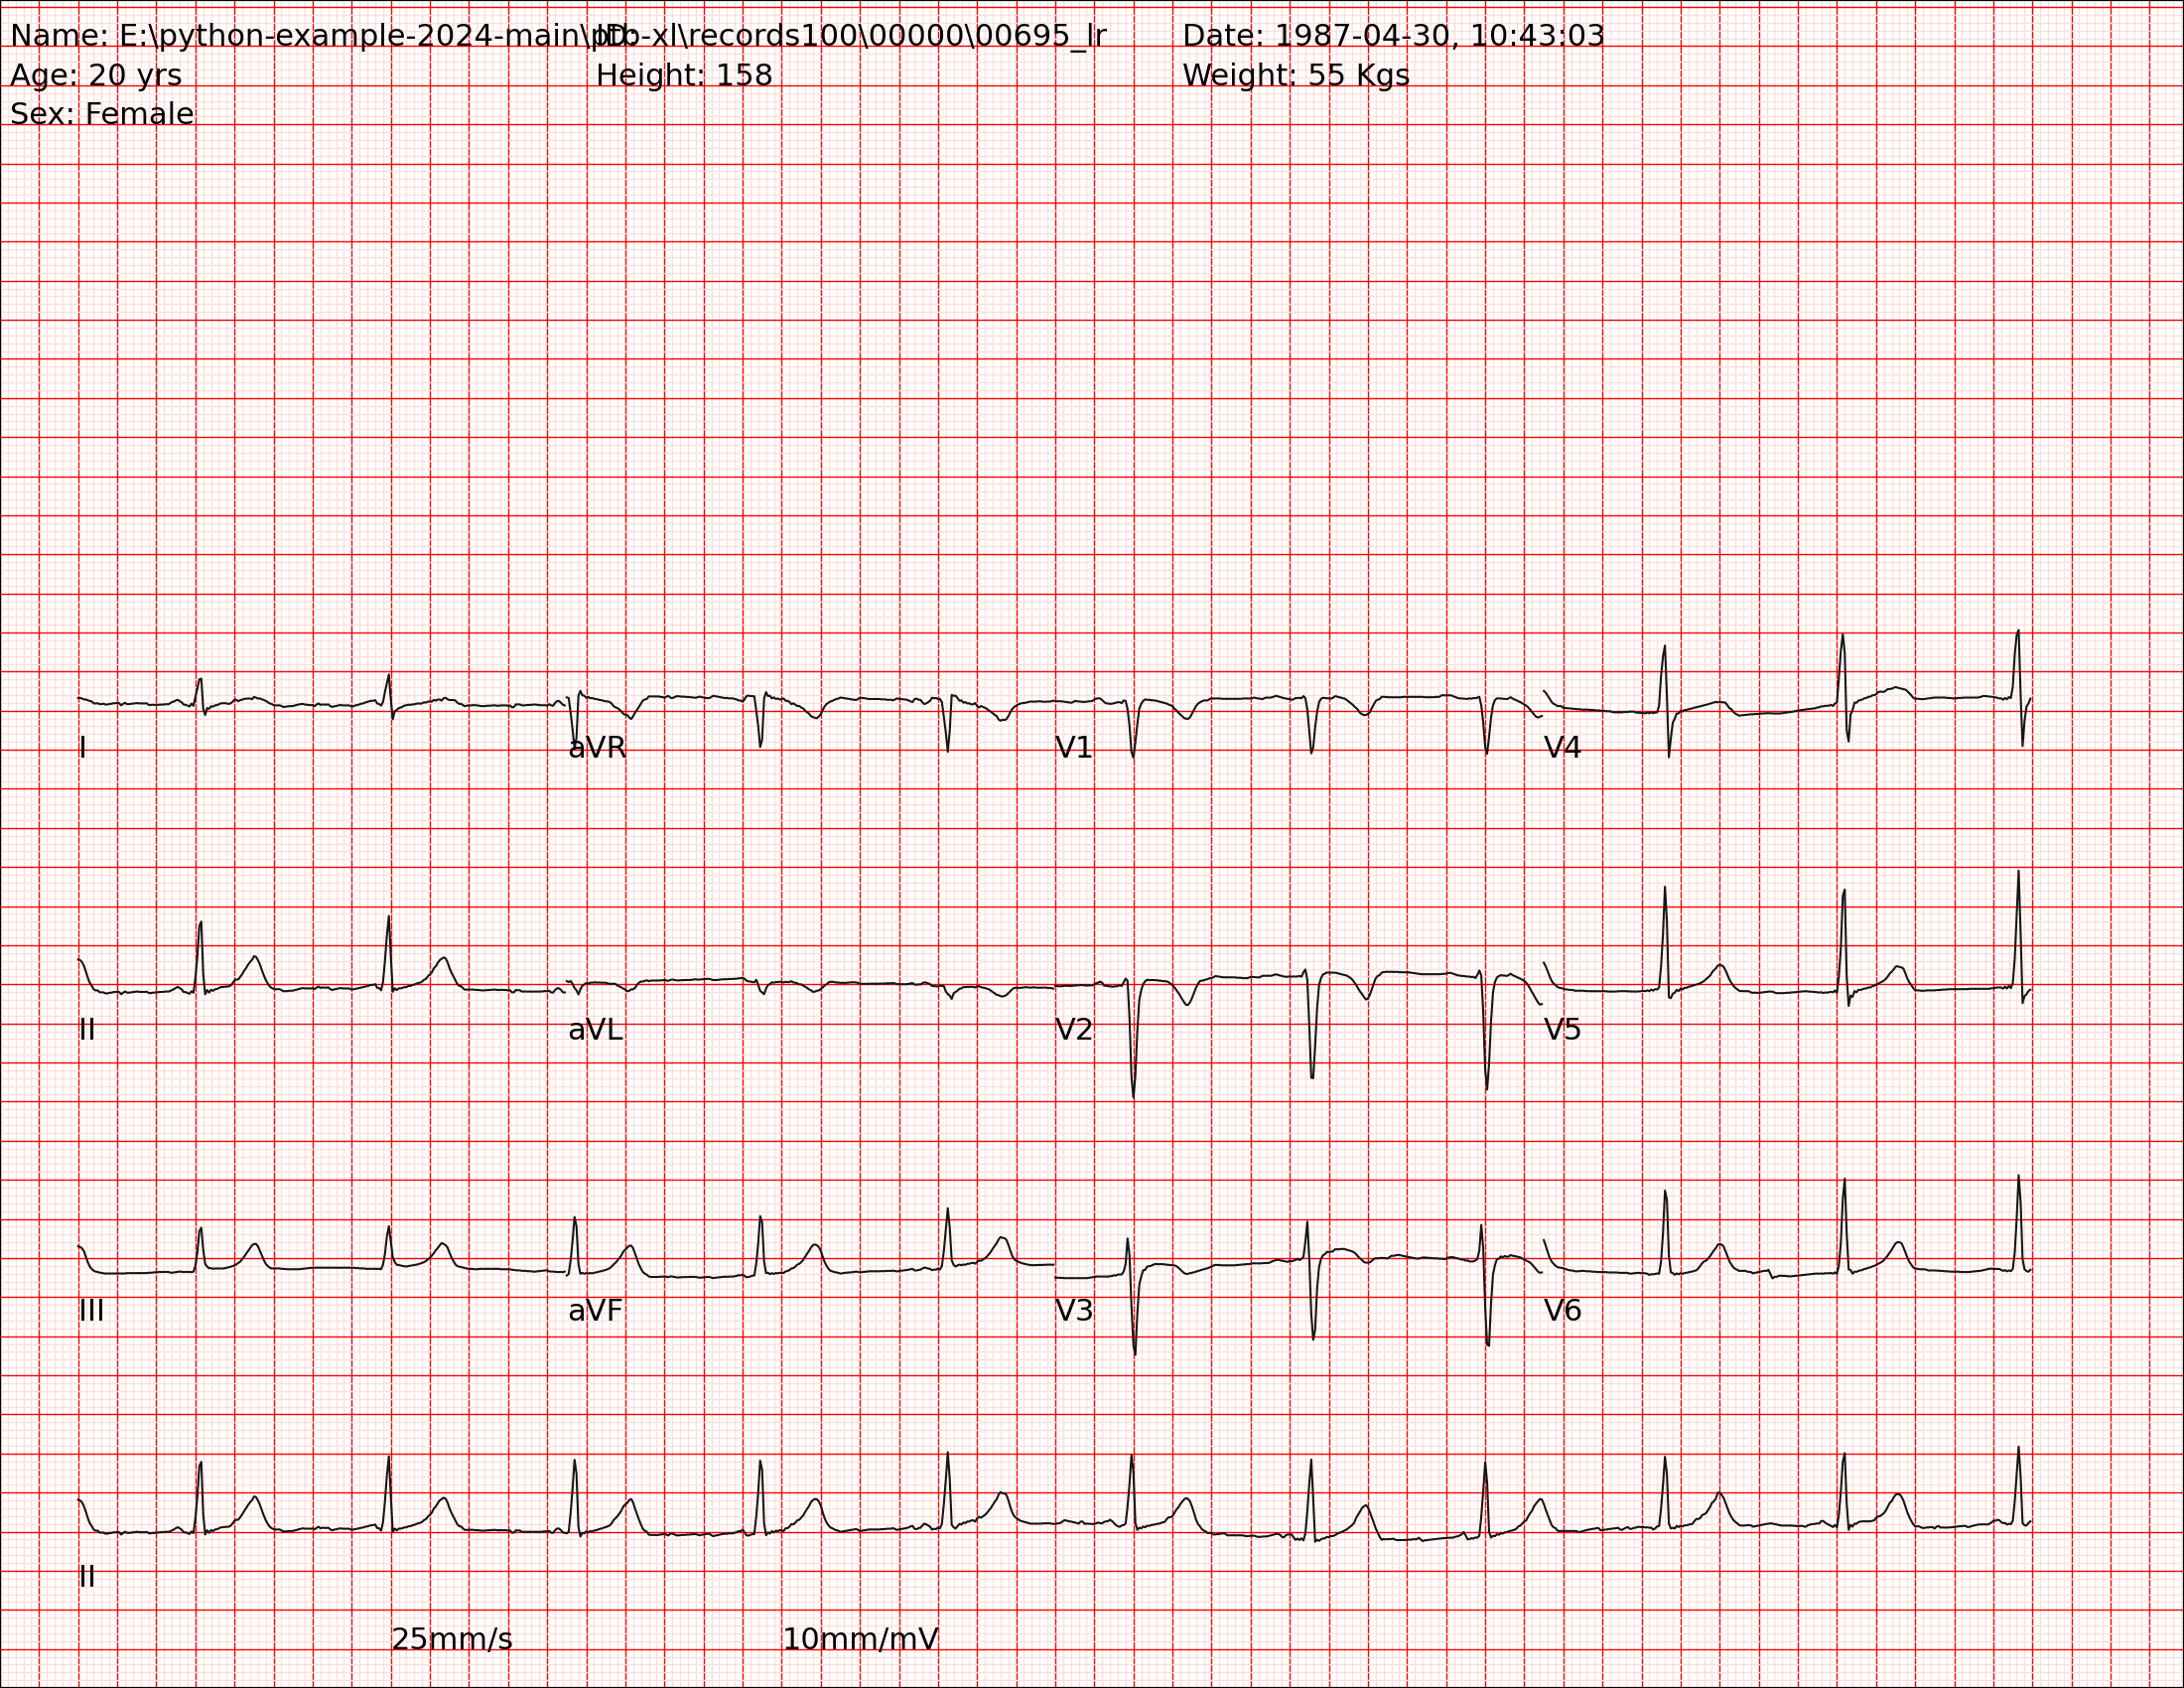 Name: E:\python-example-2024-main\ptb-xl\records100\00000\00695_lr ID: Date: 1987-04-30, 10:43:03
Age: 20 yrs Height: 158 Weight: 55 Kgs
Sex: Female
I aVR V1 V4
II aVL V2 V5
III aVF V3 V6
II
25mm/s 10mm/mV